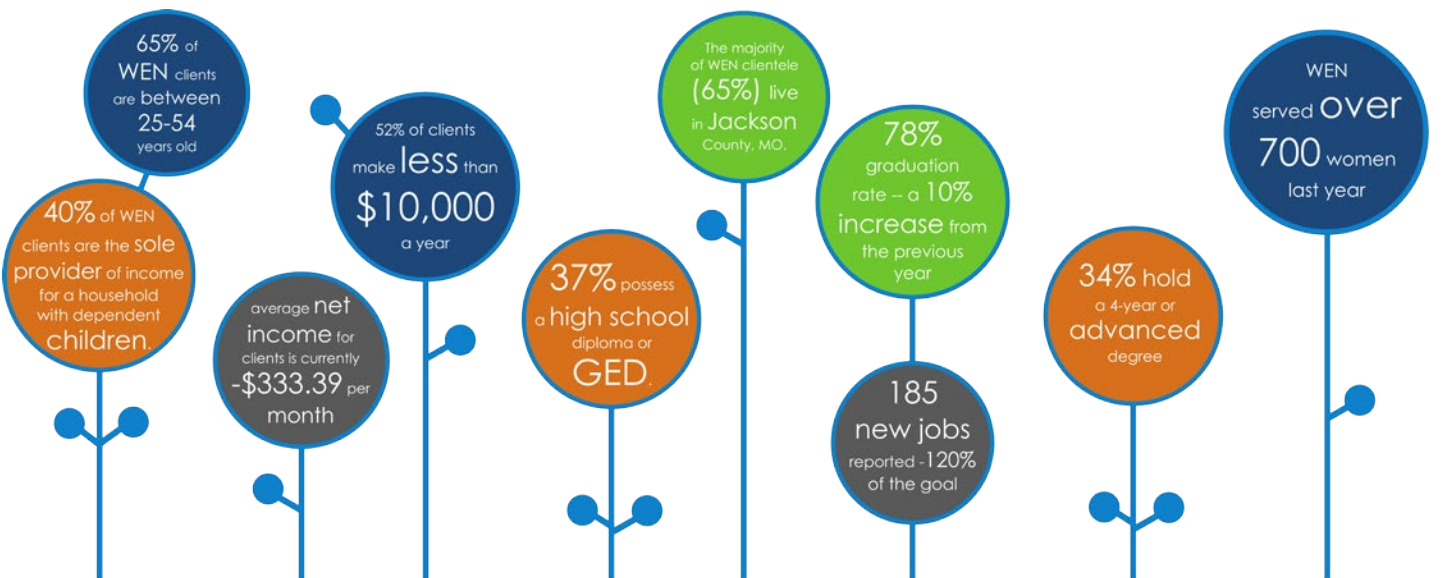 65% of
WEN clients
are between
25-54
years old
40% of WEN
clients are the sole
provider of income
for a household
with dependent
children.
average net
income for
clients is currently
-$333.39 per
month
52% of clients
make less than
$10,000
a year
37% possess
a high school
diploma or
GED.
The majority
of WEN clientele
(65%) live
in Jackson
County, MO.
78%
graduation
rate -- a 10%
increase from
the previous
year
185
new jobs
reported -120%
of the goal
34% hold
a 4-year or
advanced
degree
WEN
served over
700 women
last year